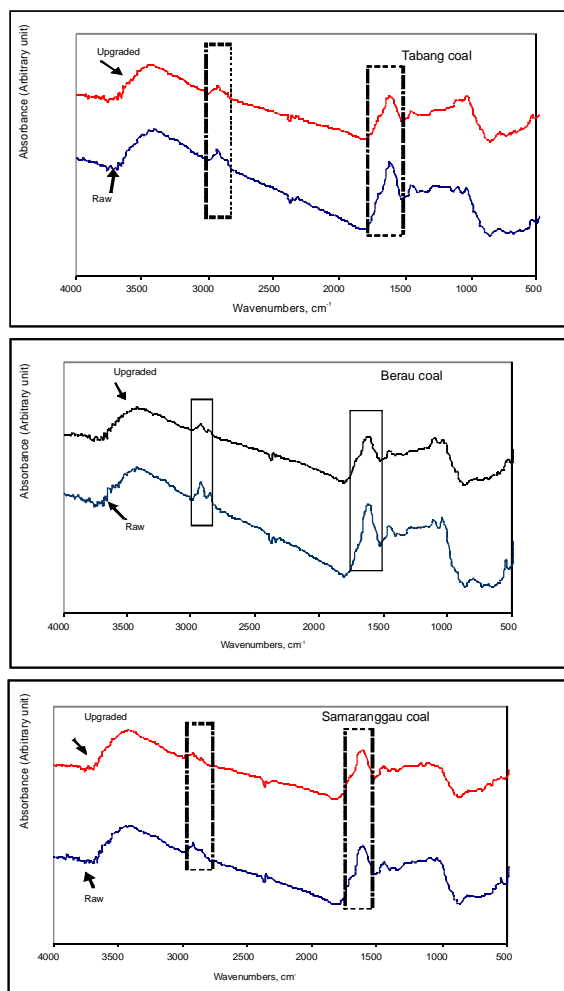 Upgraded
Tabang coal
Absorbance (Arbitrary unit)
Raw
4000 3500 3000 2500 2000 1500 1000 500
Wavenumbers, cm-1
Upgraded
Berau coal
Absorbance (Arbitrary unit)
Raw
4000 3500 3000 2500 2000 1500 1000 500
Wavenumbers, cm-1
Samaranggau coal
Upgraded
Absorbance (Arbitrary unit)
Raw
4000 3500 3000 2500 2000 1500 1000 500
Wavenumbers, cm-